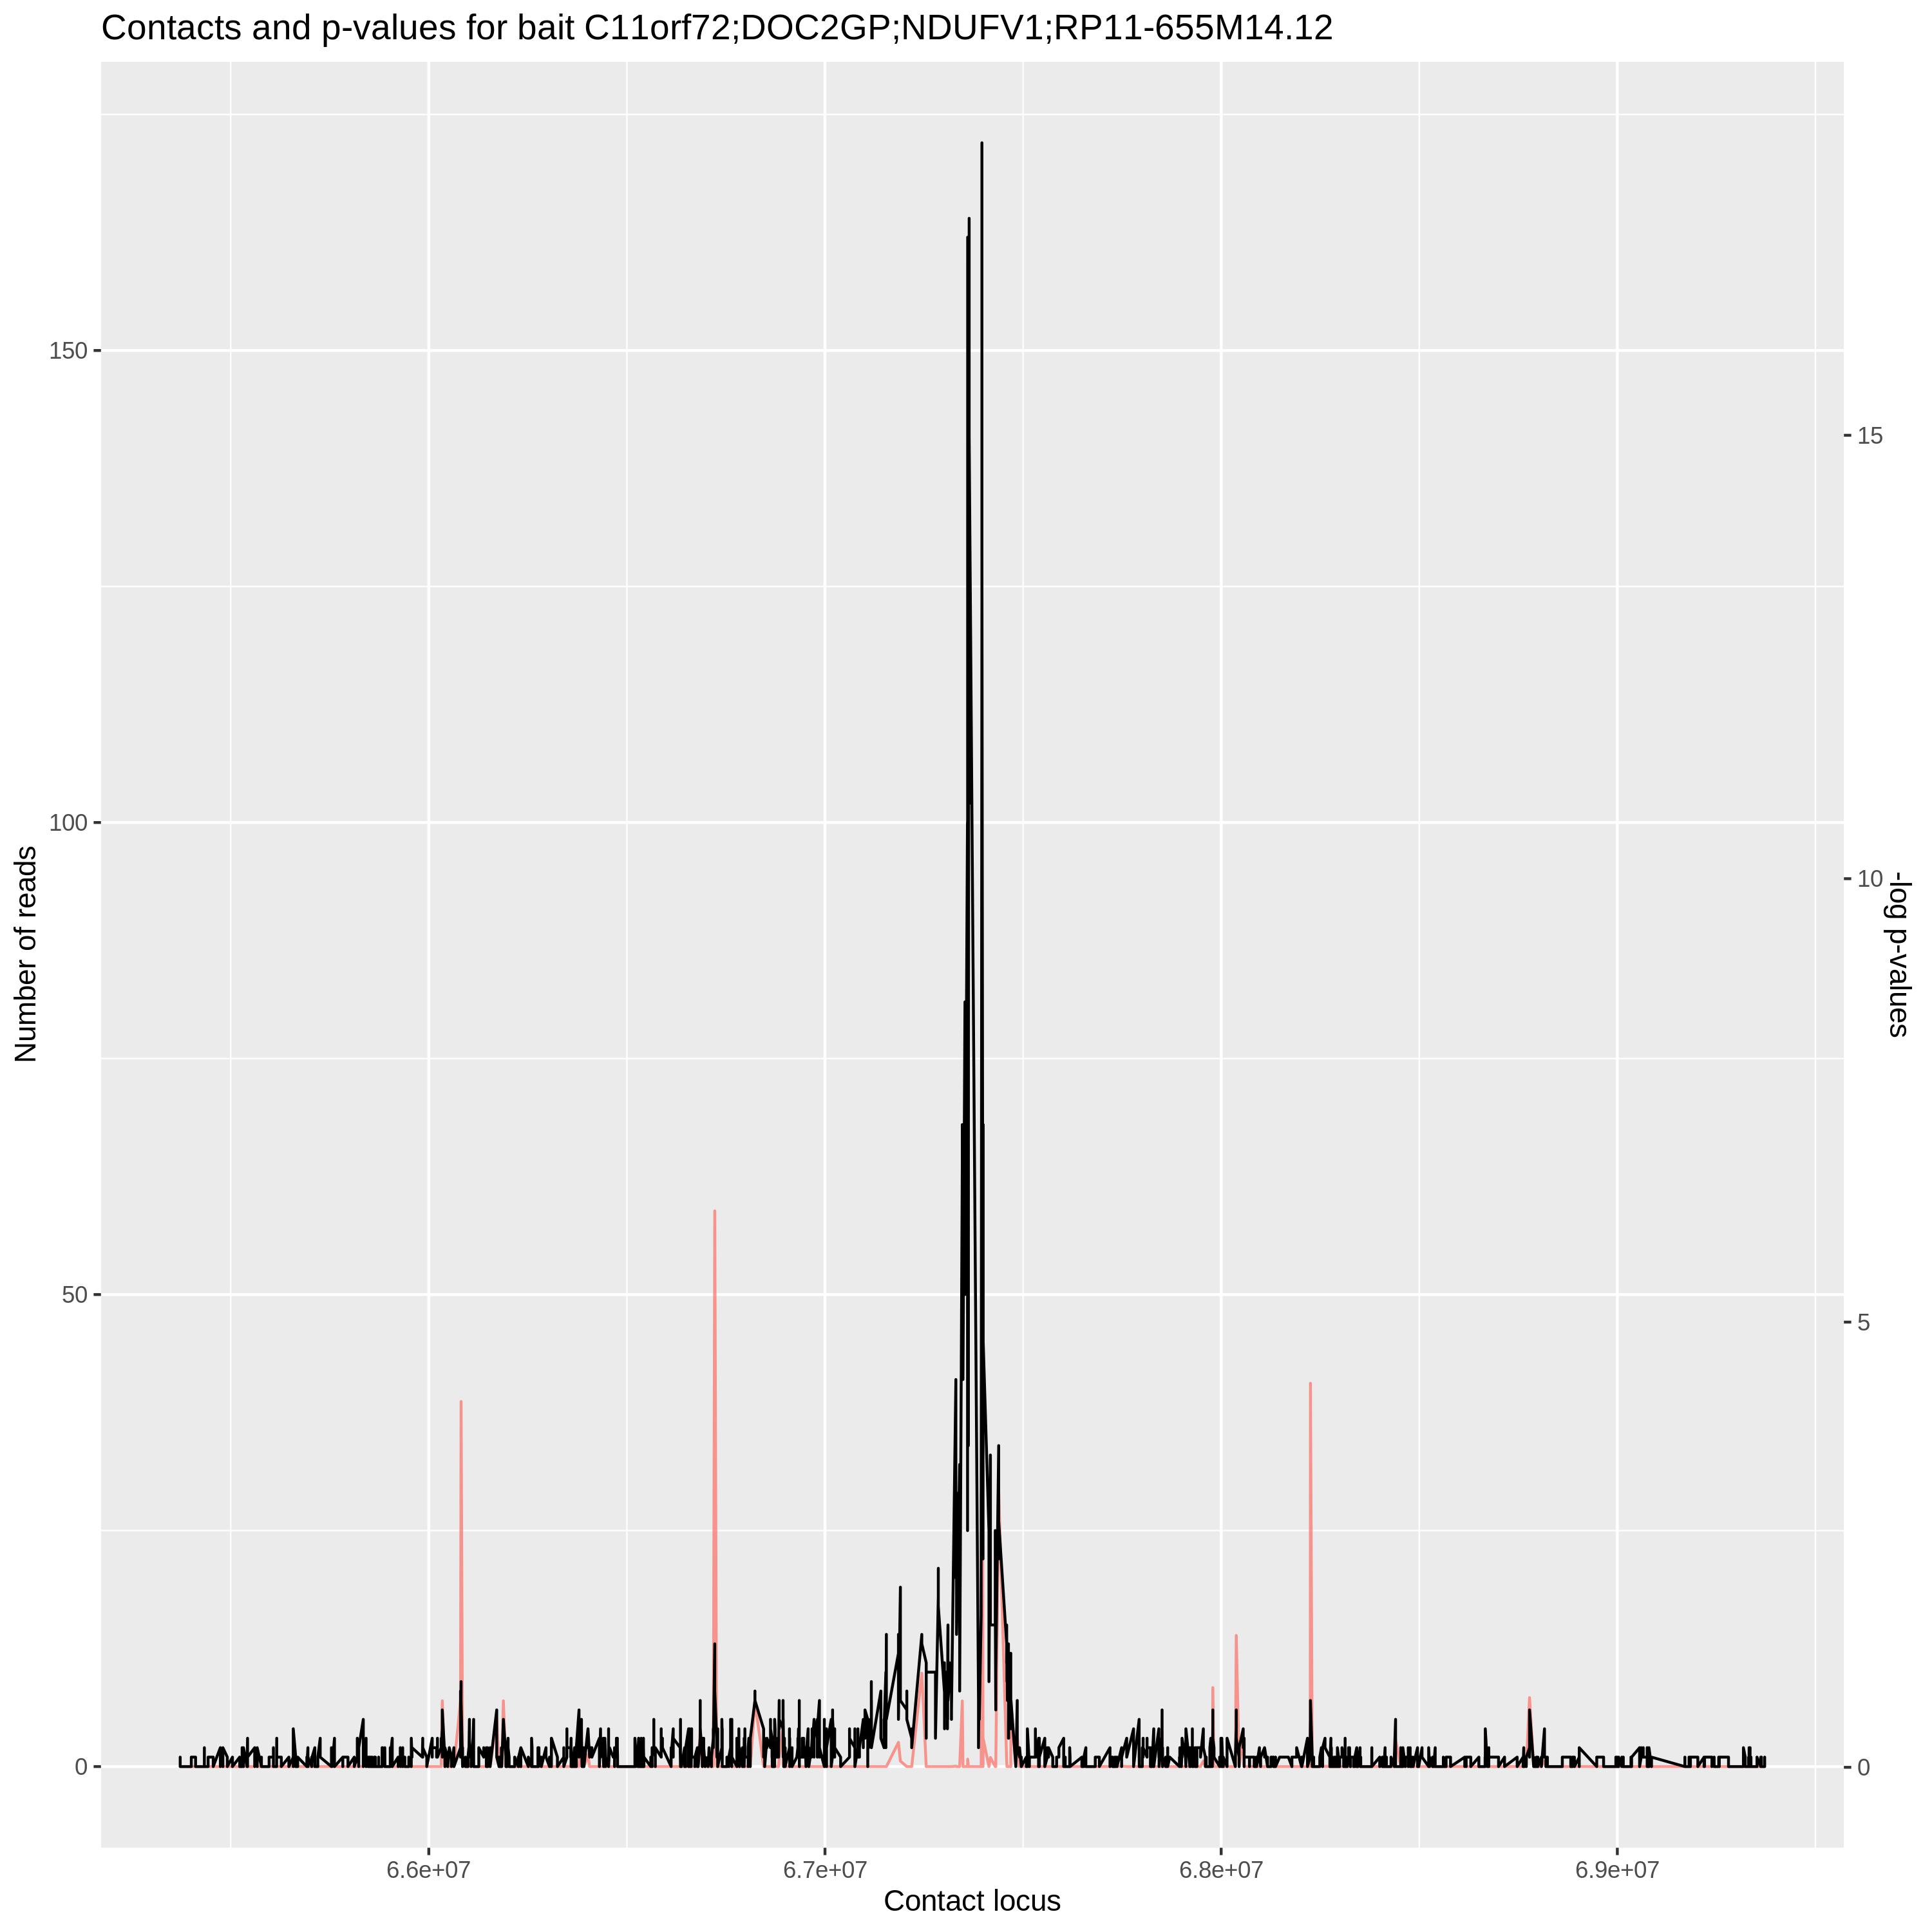 Contacts and p-values for bait C11orf72;DOC2GP;NDUFV1;RP11-655M14.12
150
100
50
0
Number of reads
15
10
5
0
-log p-values
6.6e+07
6.7e+07
6.8e+07
6.9e+07
Contact locus